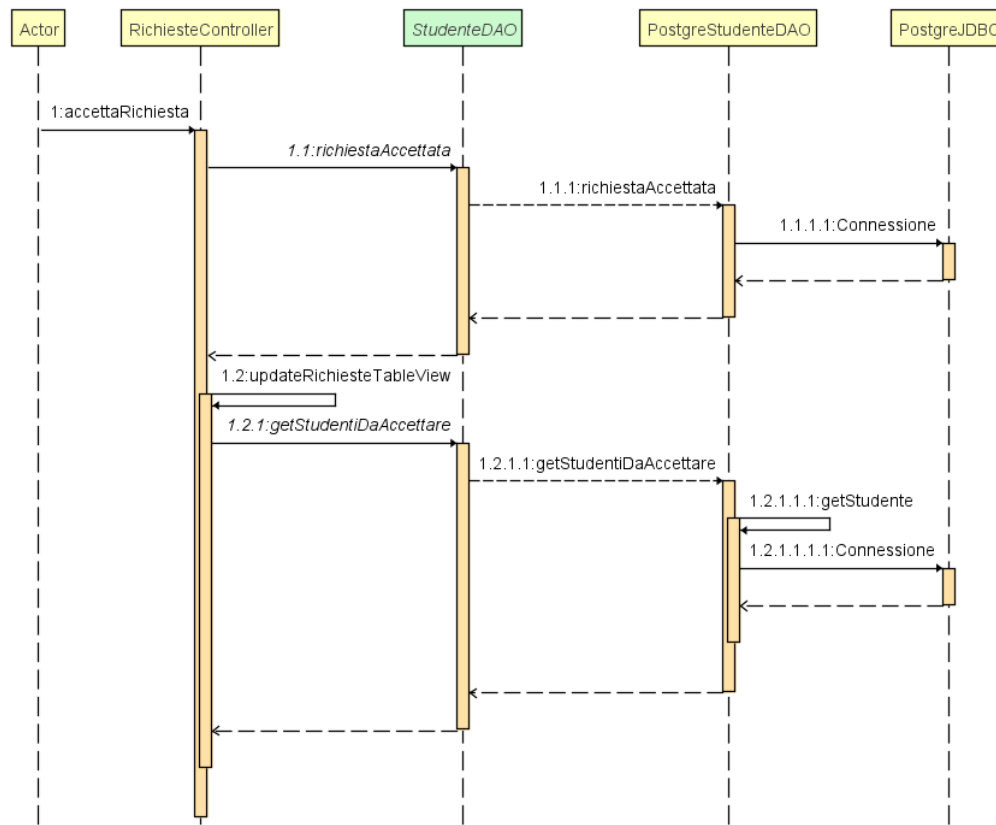 Actor
RichiesteController
StudenteDAO
PostgreStudenteDAO
PostgreJDBC
1:accettaRichiesta
1.1:richiestaAccettata
1.1.1:richiestaAccettata
1.1.1.1:Connessione
1.2:updateRichiesteTableView
1.2.1:getStudentiDaAccettare
1.2.1.1:getStudentiDaAccettare
1.2.1.1.1:getStudente
1.2.1.1.1.1:Connessione